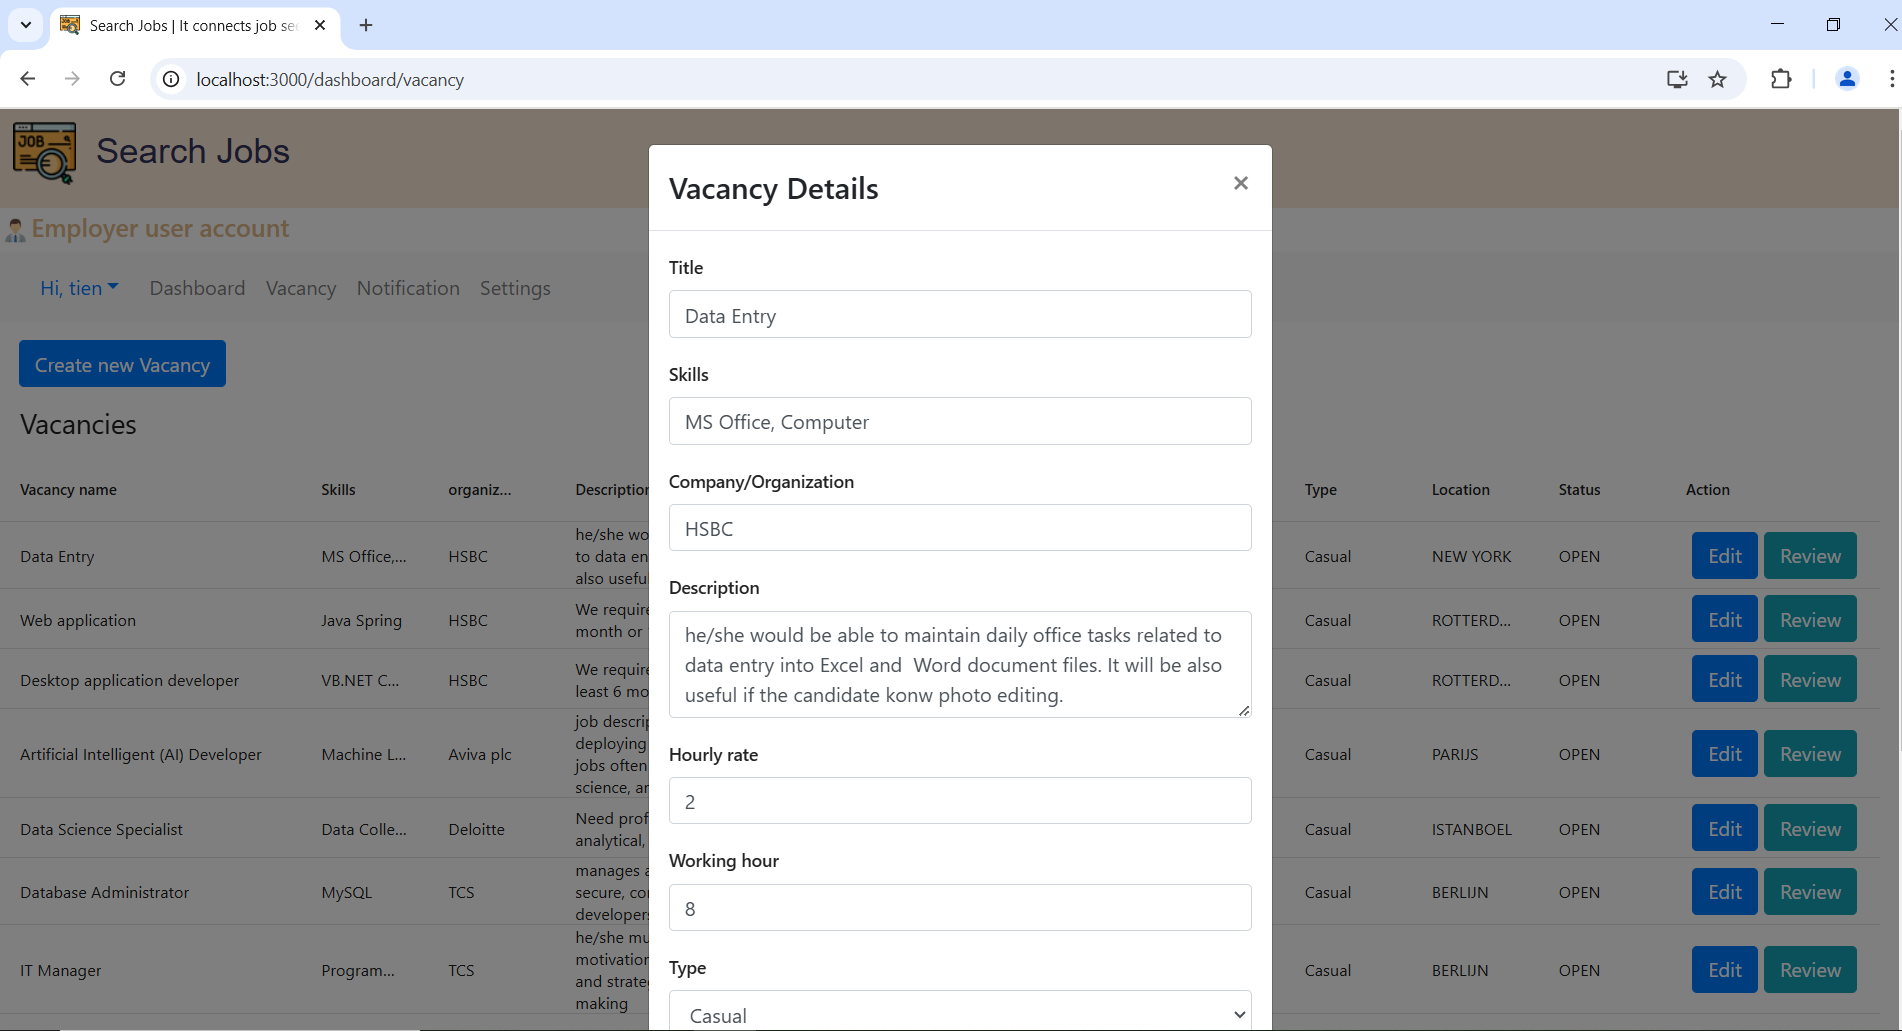 Search Jobs | It connects job se
localhost:3000/dashboard/vacancy
JOB
Search Jobs
Employer user account
Hi, tien Dashboard Vacancy Notification Settings
Create new Vacancy
Vacancies
Vacancy name Skills organiz... Description Type Location Status Action
Data Entry MS Office,... HSBC he/she wo Casual NEW YORK OPEN Edit Review
to data en
also useful
Web application Java Spring HSBC We require Casual ROTTERD... OPEN Edit Review
month or
Desktop application developer VB.NET C... HSBC We require Casual ROTTERD... OPEN Edit Review
least 6 mo
Artificial Intelligent (AI) Developer Machine L... Aviva plc job descrip Casual PARIJS OPEN Edit Review
deploying
jobs often
science, an
Data Science Specialist Data Colle... Deloitte Need prof Casual ISTANBOEL OPEN Edit Review
analytical,
Database Administrator MySQL TCS manages a Casual BERLIJN OPEN Edit Review
secure, co
developers
IT Manager Program... TCS he/she mu Casual BERLIJN OPEN Edit Review
motivation
and strate
making
Vacancy Details ×
Title
Data Entry
Skills
MS Office, Computer
Company/Organization
HSBC
Description
he/she would be able to maintain daily office tasks related to
data entry into Excel and  Word document files. It will be also
useful if the candidate konw photo editing.
Hourly rate
2
Working hour
8
Type
Casual